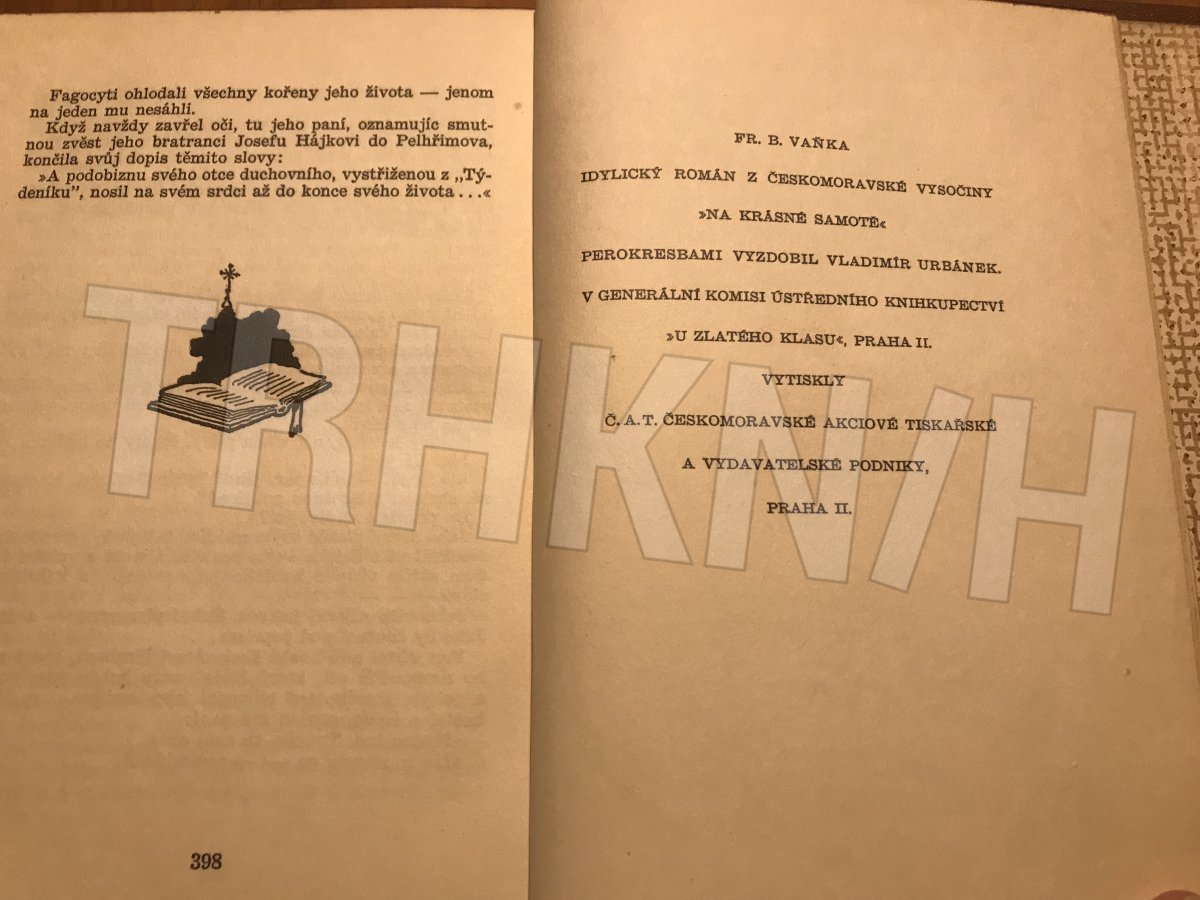 Fagocyti ohlodali všechny kořeny jeho života — jenom
na jeden mu nesáhli.
Když navždy zavřel oči, tu jeho paní, oznamujíc smut-
nou zvěst jeho bratranci Josefu Hájkovi do Pelhřimova,
končila svůj dopis těmito slovy:
»A podobiznu svého otce duchovního, vystřiženou z „Tý-
deníku”, nosil na svém srdci až do konce svého života . . .«
398
FR. B. VAŇKA
IDYLICKÝ ROMÁN Z ČESKOMORAVSKÉ VYSOČINY
»NA KRÁSNÉ SAMOTĚ«
PEROKRESBAMI VYZDOBIL VLADIMÍR URBÁNEK.
V GENERÁLNÍ KOMISI ÚSTŘEDNÍHO KNIHKUPECTVÍ
»U ZLATÉHO KLASU«, PRAHA II.
VYTISKLY
Č. A. T. ČESKOMORAVSKÉ AKCIOVÉ TISKAŘSKÉ
A VYDAVATELSKÉ PODNIKY,
PRAHA II.
TRHKNIH